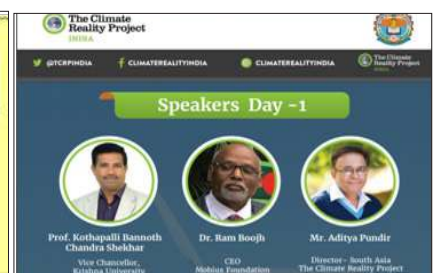 The Climate
Reality Project
INDIA
@TCRPINDIA
CLIMATEREALITYINDIA
CLIMATEREALITYINDIA
The Climate
Reality Project
Speakers Day -1
Prof. Kothapalli Bannoth
Chandra Shekhar
Vice Chancellor,
Krishna University
Dr. Ram Boojh
CEO
Mobius Foundation
Mr. Aditya Pundir
Director- South Asia
The Climate Reality Project